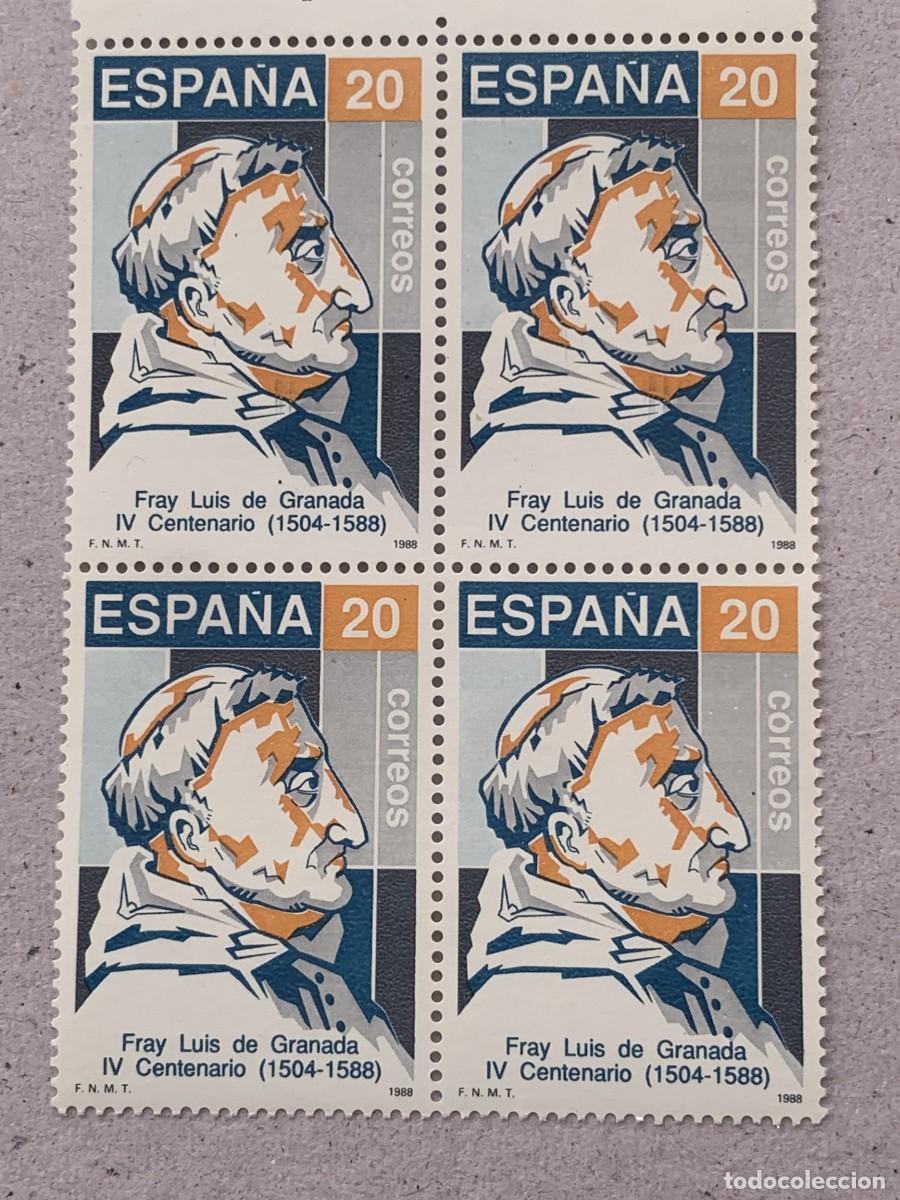 ESPAÑA 20
correos
Fray Luis de Granada
IV Centenario (1504-1588)
F. N. M. T. 1988
ESPAÑA 20
correos
Fray Luis de Granada
IV Centenario (1504-1588)
F. N. M. T. 1988
ESPAÑA 20
correos
Fray Luis de Granada
IV Centenario (1504-1588)
F. N. M. T. 1988
ESPAÑA 20
correos
Fray Luis de Granada
IV Centenario (1504-1588)
F. N. M. T. 1988
todocoleccion